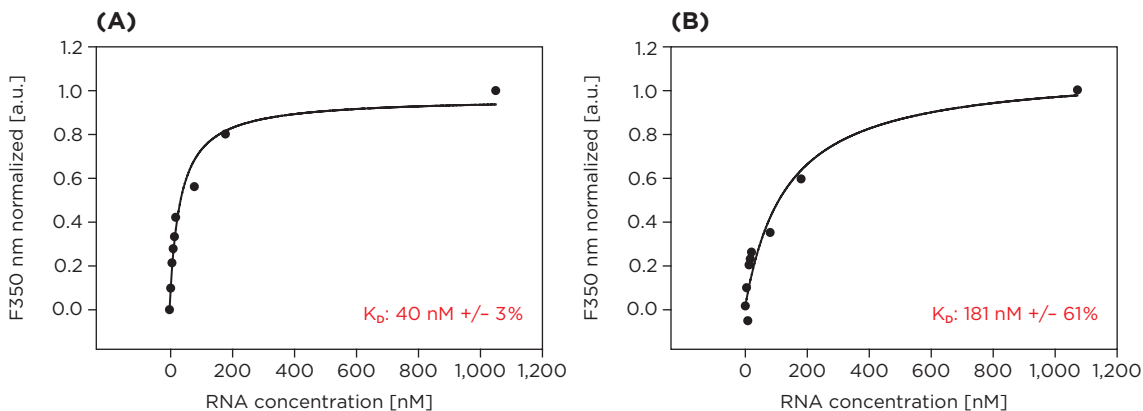 (A)
F350 nm normalized [a.u.]
1.2
1.0
0.8
0.6
0.4
0.2
0.0
K_D: 40 nM +/- 3%
0 200 400 600 800 1,000 1,200
RNA concentration [nM]
(B)
F350 nm normalized [a.u.]
1.2
1.0
0.8
0.6
0.4
0.2
0.0
K_D: 181 nM +/- 61%
0 200 400 600 800 1,000 1,200
RNA concentration [nM]